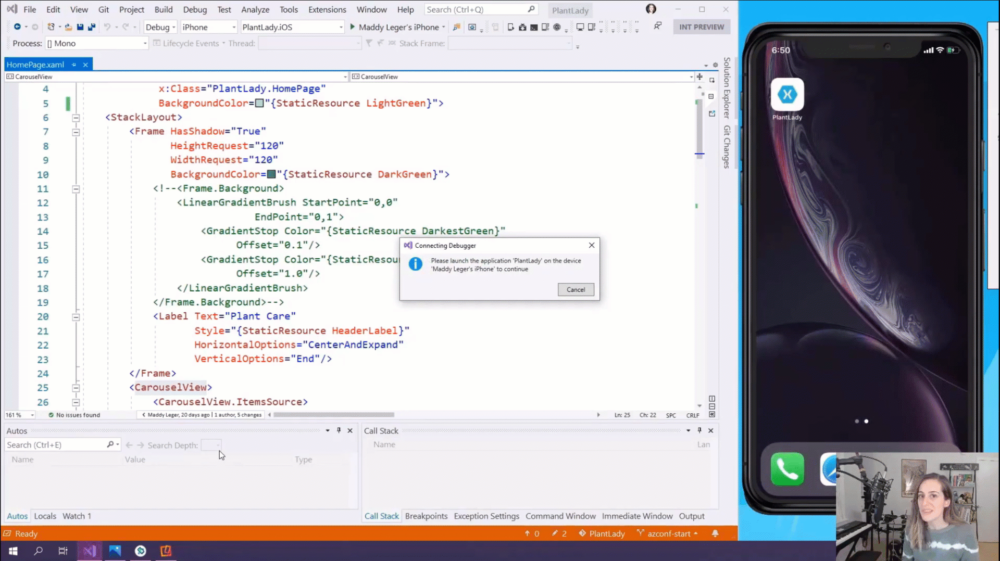 File Edit View Git Project Build Debug Test Analyze Tools Extensions Window Help Search (Ctrl+Q) PlantLady
Debug iPhone PlantLady.iOS Maddy Leger's iPhone INT PREVIEW
Process: [] Mono Lifecycle Events Thread: Stack Frame:
HomePage.xaml
CarouselView CarouselView
4 x:Class="PlantLady.HomePage"
5 BackgroundColor="{StaticResource LightGreen}">
6 <StackLayout>
7 <Frame HasShadow="True"
8 HeightRequest="120"
9 WidthRequest="120"
10 BackgroundColor="{StaticResource DarkGreen}">
11 <!--<Frame.Background>
12 <LinearGradientBrush StartPoint="0,0"
13 EndPoint="0,1">
14 <GradientStop Color="{StaticResource DarkestGreen}"
15 Offset="0.1"/>
16 <GradientStop Color="{StaticResou
17 Offset="1.0"/>
18 </LinearGradientBrush>
19 </Frame.Background>-->
20 <Label Text="Plant Care"
21 Style="{StaticResource HeaderLabel}"
22 HorizontalOptions="CenterAndExpand"
23 VerticalOptions="End"/>
24 </Frame>
25 <CarouselView>
26 <CarouselView.ItemsSource>
Connecting Debugger
Please launch the application 'PlantLady' on the device
'Maddy Leger's iPhone' to continue
Cancel
Solution Explorer
Git Changes
161 % No issues found Maddy Leger, 20 days ago | 1 author, 5 changes Ln: 25 Ch: 22 SPC CRLF
Autos
Search (Ctrl+E) Search Depth:
Name Value Type
Autos Locals Watch 1
Call Stack
Name Lan
Call Stack Breakpoints Exception Settings Command Window Immediate Window Output
Ready 0 2 PlantLady azconf-start
6:50
PlantLady